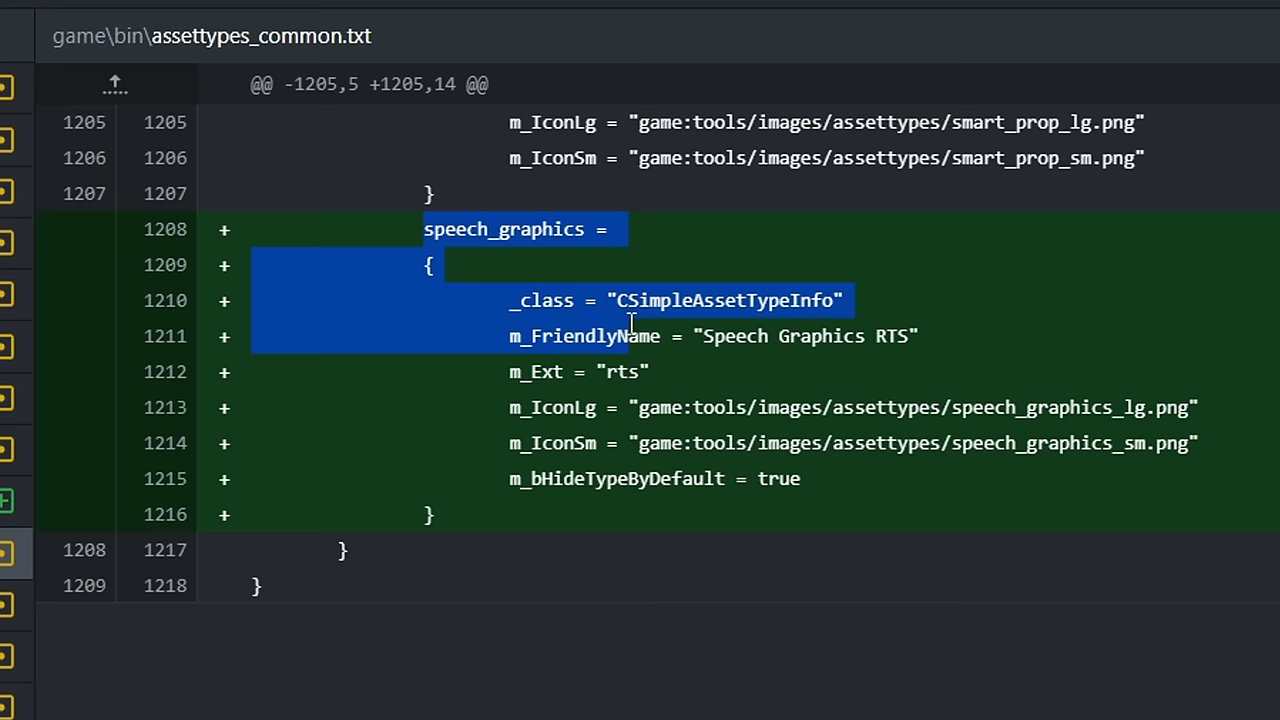 game\bin\assettypes_common.txt
@@ -1205,5 +1205,14 @@
1205 1205 m_IconLg = "game:tools/images/assettypes/smart_prop_lg.png"
1206 1206 m_IconSm = "game:tools/images/assettypes/smart_prop_sm.png"
1207 1207 }
1208 + speech_graphics =
1209 + {
1210 + _class = "CSimpleAssetTypeInfo"
1211 + m_FriendlyName = "Speech Graphics RTS"
1212 + m_Ext = "rts"
1213 + m_IconLg = "game:tools/images/assettypes/speech_graphics_lg.png"
1214 + m_IconSm = "game:tools/images/assettypes/speech_graphics_sm.png"
1215 + m_bHideTypeByDefault = true
1216 + }
1208 1217 }
1209 1218 }